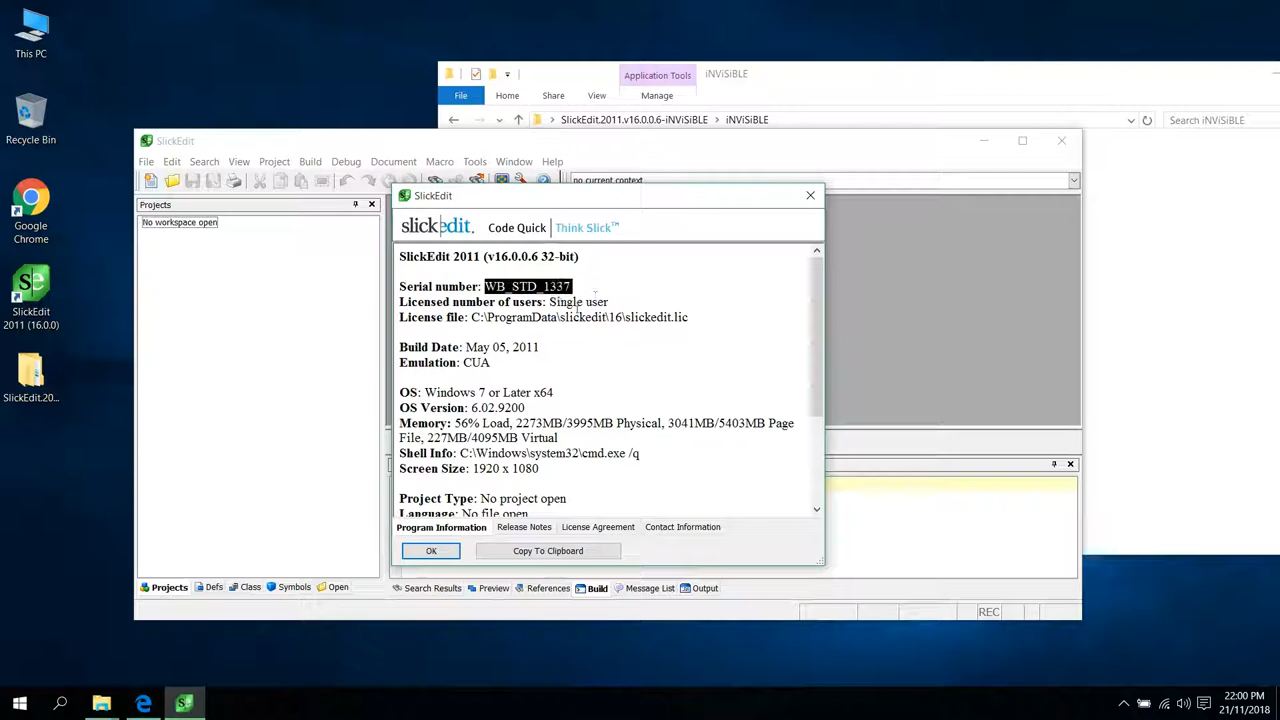 This PC
Recycle Bin
Google
Chrome
SlickEdit
2011 (16.0.0)
SlickEdit.20...
Application Tools
iNViSiBLE
File
Home
Share
View
Manage
SlickEdit.2011.v16.0.0.6-iNViSiBLE > iNViSiBLE
Search iNViSiBLE
SlickEdit
File Edit Search View Project Build Debug Document Macro Tools Window Help
no current context
Projects
No workspace open
SlickEdit
slickedit. Code Quick Think Slick™
SlickEdit 2011 (v16.0.0.6 32-bit)
Serial number: WB_STD_1337
Licensed number of users: Single user
License file: C:\ProgramData\slickedit\16\slickedit.lic
Build Date: May 05, 2011
Emulation: CUA
OS: Windows 7 or Later x64
OS Version: 6.02.9200
Memory: 56% Load, 2273MB/3995MB Physical, 3041MB/5403MB Page
File, 227MB/4095MB Virtual
Shell Info: C:\Windows\system32\cmd.exe /q
Screen Size: 1920 x 1080
Project Type: No project open
Language: No file open
Program Information Release Notes License Agreement Contact Information
OK
Copy To Clipboard
Projects Defs Class Symbols Open
Search Results Preview References Build Message List Output
REC
22:00 PM
21/11/2018